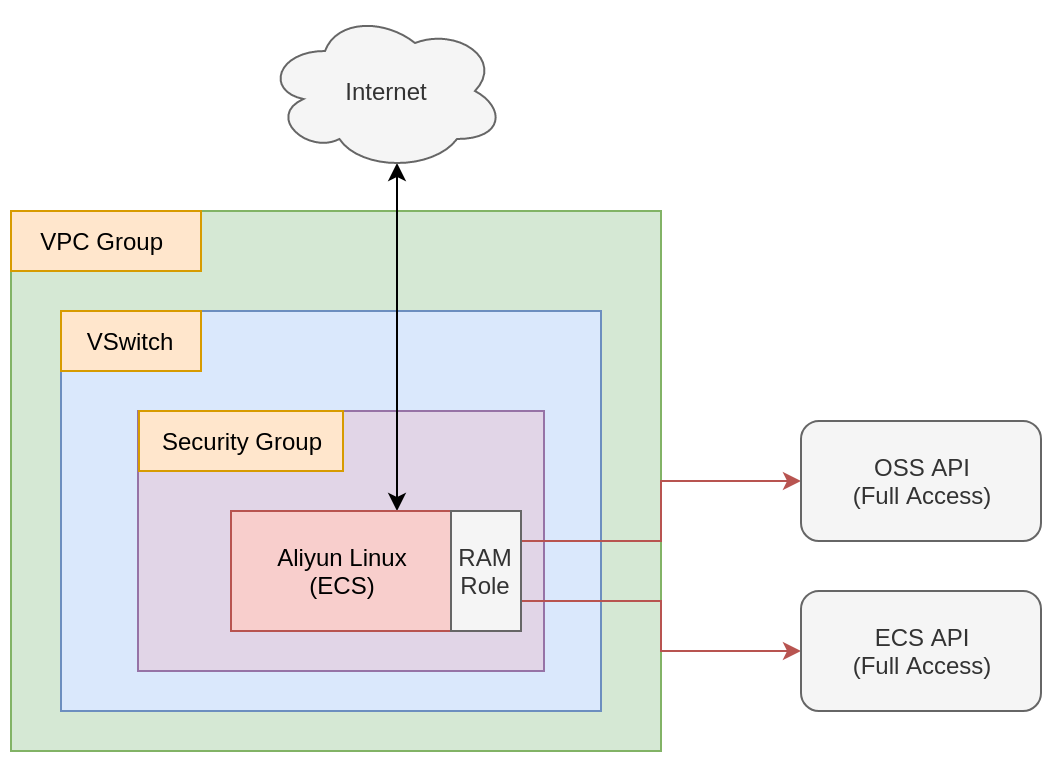 Internet
VPC Group
VSwitch
Security Group
Aliyun Linux
(ECS)
RAM
Role
OSS API
(Full Access)
ECS API
(Full Access)